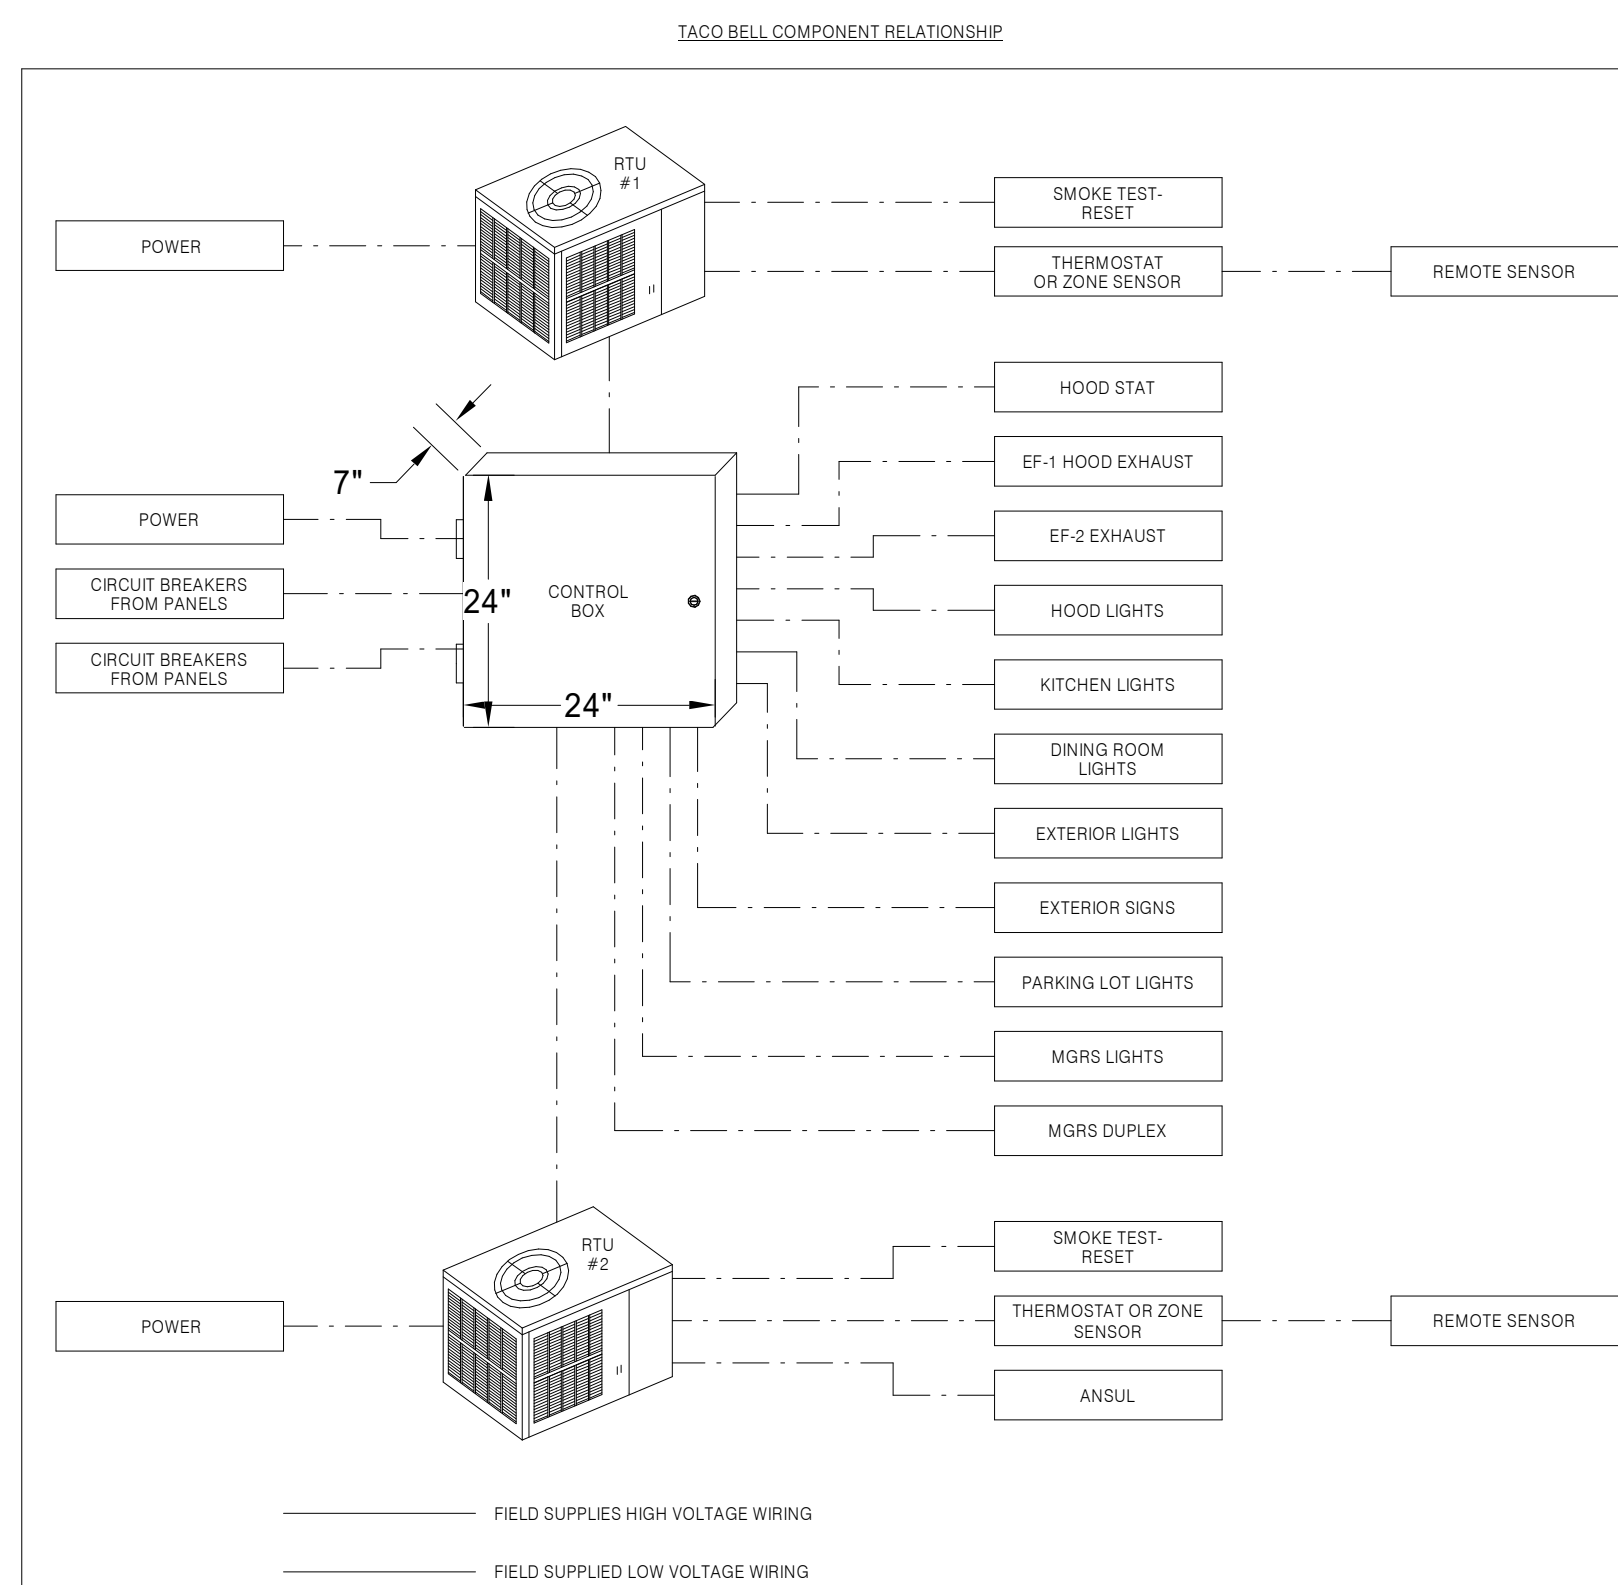 TACO BELL COMPONENT RELATIONSHIP
RTU
#1
SMOKE TEST-
RESET
POWER
THERMOSTAT
OR ZONE SENSOR
REMOTE SENSOR
HOOD STAT
EF-1 HOOD EXHAUST
7"
POWER
EF-2 EXHAUST
CIRCUIT BREAKERS
FROM PANELS
24"
CONTROL
BOX
HOOD LIGHTS
CIRCUIT BREAKERS
FROM PANELS
KITCHEN LIGHTS
24"
DINING ROOM
LIGHTS
EXTERIOR LIGHTS
EXTERIOR SIGNS
PARKING LOT LIGHTS
MGRS LIGHTS
MGRS DUPLEX
RTU
#2
SMOKE TEST-
RESET
POWER
THERMOSTAT OR ZONE
SENSOR
REMOTE SENSOR
ANSUL
FIELD SUPPLIES HIGH VOLTAGE WIRING
FIELD SUPPLIED LOW VOLTAGE WIRING